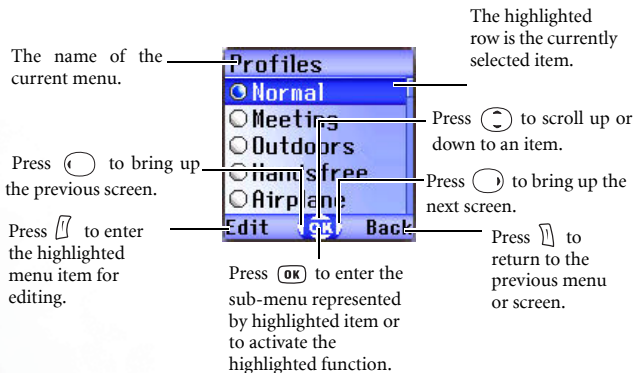 The highlighted
row is the currently
selected item.
The name of the
current menu.
Profiles
Normal
Meeting
Outdoors
Handsfree
Airplane
Edit
OK
Back
Press to scroll up or
down to an item.
Press to bring up
the previous screen.
Press to bring up the
next screen.
Press to enter
the highlighted
menu item for
editing.
Press OK to enter the
sub-menu represented
by highlighted item or
to activate the
highlighted function.
Press to
return to the
previous menu
or screen.